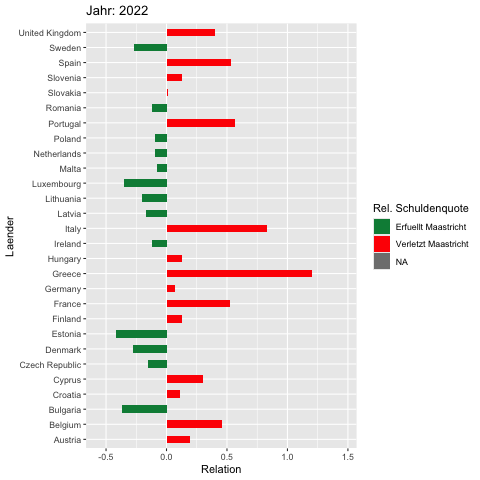 Jahr: 2022
United Kingdom
Sweden
Spain
Slovenia
Slovakia
Romania
Portugal
Poland
Netherlands
Malta
Luxembourg
Lithuania
Latvia
Italy
Ireland
Hungary
Greece
Germany
France
Finland
Estonia
Denmark
Czech Republic
Cyprus
Croatia
Bulgaria
Belgium
Austria
Laender
-0.5 0.0 0.5 1.0 1.5
Relation
Rel. Schuldenquote
Erfuellt Maastricht
Verletzt Maastricht
NA